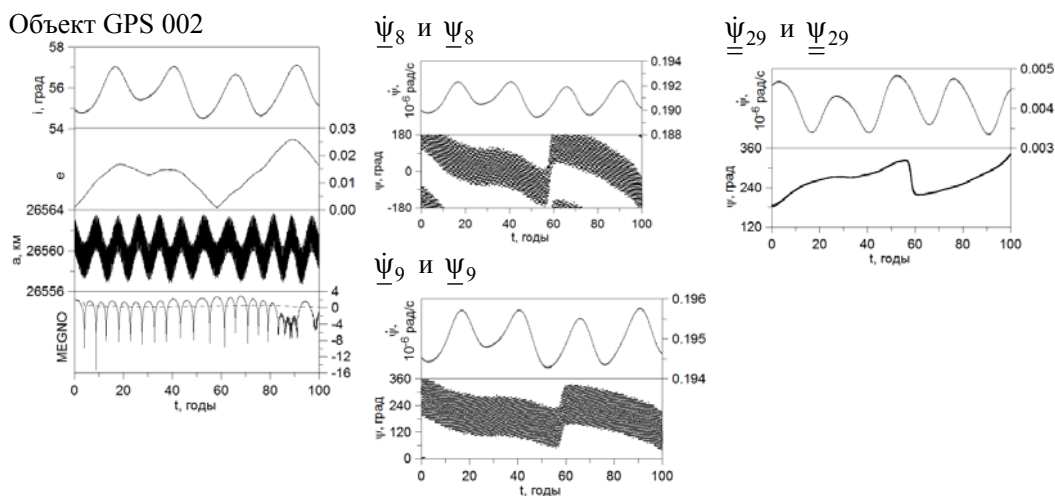 Объект GPS 002
58
57
56
55
54
i, град
0.03
0.02
0.01
0.00
e
26564
26560
26556
a, км
4
0
-4
-8
-12
-16
MEGNO
0 20 40 60 80 100
t, годы
ψ̇8 и ψ8
0.194
0.192
0.190
0.188
ψ̇, 10⁻⁶ рад/с
180
0
-180
ψ, град
0 20 40 60 80 100
t, годы
ψ̇9 и ψ9
0.196
0.195
0.194
ψ̇, 10⁻⁶ рад/с
360
240
120
0
ψ, град
0 20 40 60 80 100
t, годы
ψ̇29 и ψ29
0.005
0.004
0.003
ψ̇, 10⁻⁶ рад/с
360
240
120
ψ, град
0 20 40 60 80 100
t, годы